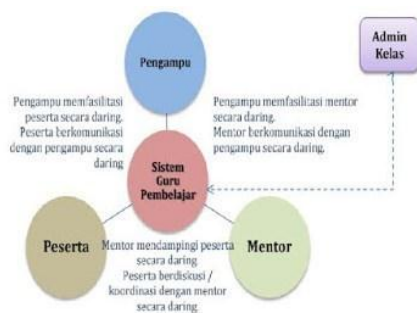 Pengampu
Admin
Kelas
Pengampu memfasilitasi
peserta secara daring.
Peserta berkomunikasi
dengan pengampu secara
daring
Pengampu memfasilitasi mentor
secara daring.
Mentor berkomunikasi dengan
pengampu secara daring.
Sistem
Guru
Pembelajar
Peserta
Mentor
Mentor mendampingi peserta
secara daring
Peserta berdiskusi /
koordinasi dengan mentor
secara daring